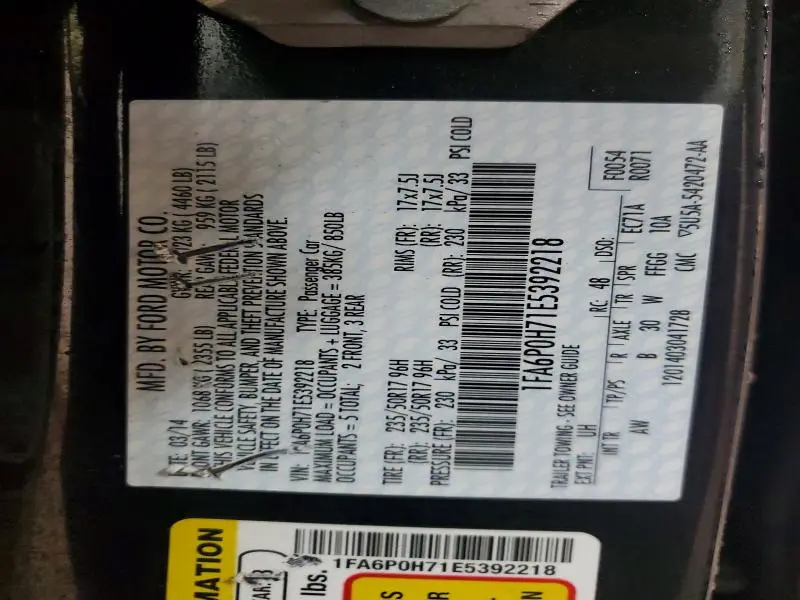 MFD. BY FORD MOTOR CO.
TE: 03/14 GVWR: 2023 KG ( 4460 LB)
ONT GAWR: 1068 KG ( 2355 LB) RE GAWR: 959 KG ( 2115 LB)
THIS VEHICLE CONFORMS TO ALL APPLICABLE FEDERAL MOTOR
VEHICLE SAFETY, BUMPER, AND THEFT PREVENTION STANDARDS
IN EFFECT ON THE DATE OF MANUFACTURE SHOWN ABOVE.
VIN: 1FA6P0H71E5392218 TYPE: Passenger Car
MAXIMUM LOAD = OCCUPANTS + LUGGAGE = 385KG/ 850LB
OCCUPANTS = 5 TOTAL; 2 FRONT, 3 REAR
TIRE (FR): 235/50R17 96H RIMS (FR): 17x7.5J
(RR): 235/50R17 96H (RR): 17x7.5J
PRESSURE (FR): 230 kPa/ 33 PSI COLD (RR): 230 kPa/ 33 PSI COLD
1FA6P0H71E5392218
TRAILER TOWING - SEE OWNER GUIDE
EXT PNT: UH RC: 48 DSO: F0054
INT TR TP/PS R AXLE TR SPR EC71A R0071
AW B 30 W FFGG 10A
1201403041728 CMC ▽5U5A-5420472-AA
MATION
lbs.
1FA6P0H71E5392218